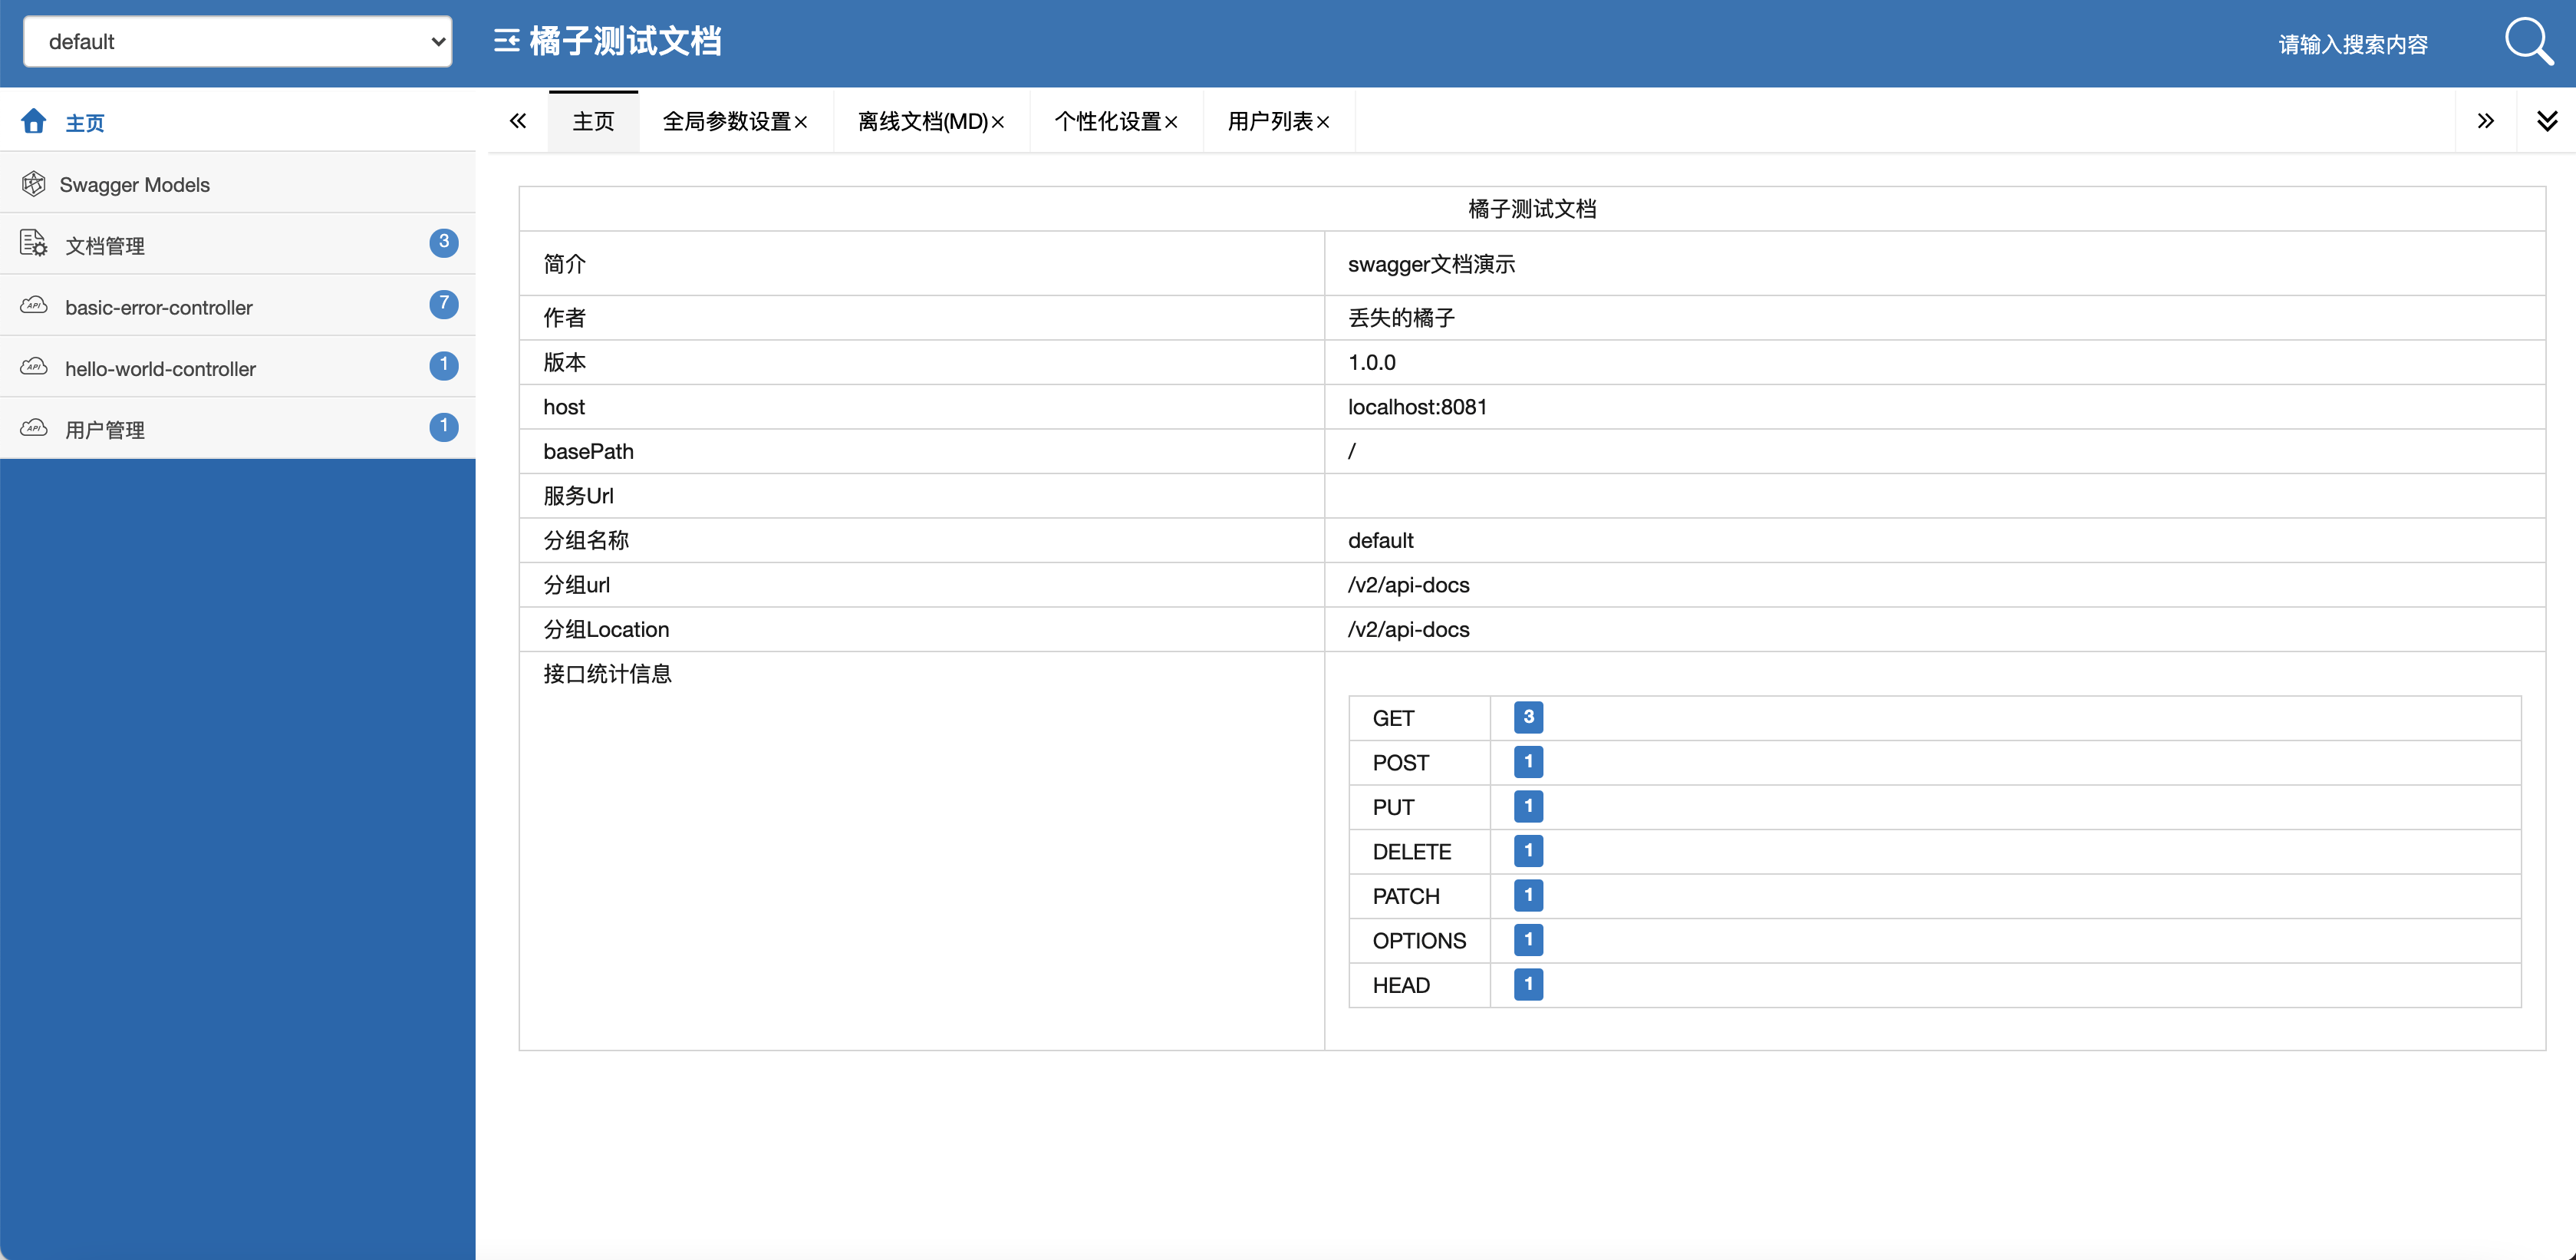 default
橘子测试文档
请输入搜索内容
主页
Swagger Models
文档管理 3
API basic-error-controller 7
API hello-world-controller 1
API 用户管理 1
主页 全局参数设置× 离线文档(MD)× 个性化设置× 用户列表×
橘子测试文档
简介 swagger文档演示
作者 丢失的橘子
版本 1.0.0
host localhost:8081
basePath /
服务Url
分组名称 default
分组url /v2/api-docs
分组Location /v2/api-docs
接口统计信息
GET 3
POST 1
PUT 1
DELETE 1
PATCH 1
OPTIONS 1
HEAD 1